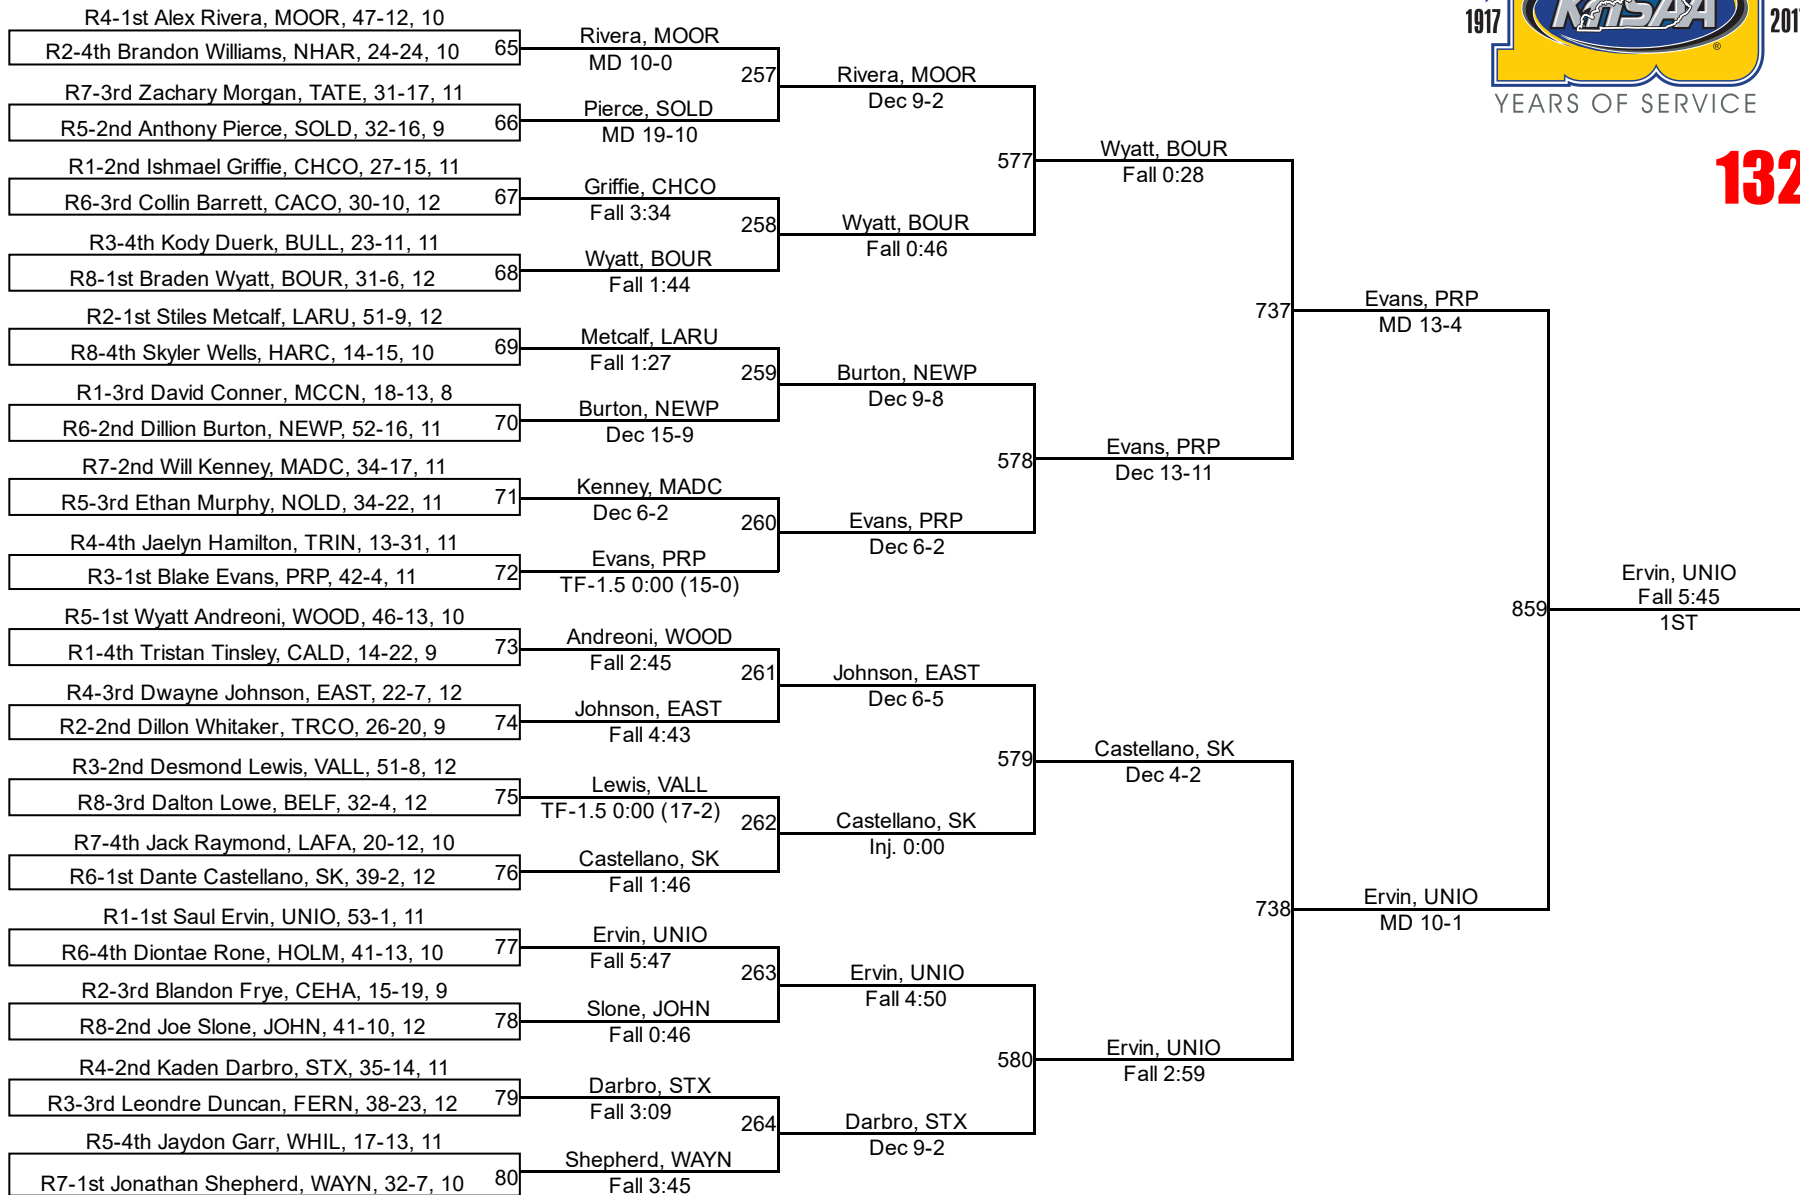 R4-1st Alex Rivera, MOOR, 47-12, 10
R2-4th Brandon Williams, NHAR, 24-24, 10
65
R7-3rd Zachary Morgan, TATE, 31-17, 11
R5-2nd Anthony Pierce, SOLD, 32-16, 9
66
R1-2nd Ishmael Griffie, CHCO, 27-15, 11
R6-3rd Collin Barrett, CACO, 30-10, 12
67
R3-4th Kody Duerk, BULL, 23-11, 11
R8-1st Braden Wyatt, BOUR, 31-6, 12
68
R2-1st Stiles Metcalf, LARU, 51-9, 12
R8-4th Skyler Wells, HARC, 14-15, 10
69
R1-3rd David Conner, MCCN, 18-13, 8
R6-2nd Dillion Burton, NEWP, 52-16, 11
70
R7-2nd Will Kenney, MADC, 34-17, 11
R5-3rd Ethan Murphy, NOLD, 34-22, 11
71
R4-4th Jaelyn Hamilton, TRIN, 13-31, 11
R3-1st Blake Evans, PRP, 42-4, 11
72
R5-1st Wyatt Andreoni, WOOD, 46-13, 10
R1-4th Tristan Tinsley, CALD, 14-22, 9
73
R4-3rd Dwayne Johnson, EAST, 22-7, 12
R2-2nd Dillon Whitaker, TRCO, 26-20, 9
74
R3-2nd Desmond Lewis, VALL, 51-8, 12
R8-3rd Dalton Lowe, BELF, 32-4, 12
75
R7-4th Jack Raymond, LAFA, 20-12, 10
R6-1st Dante Castellano, SK, 39-2, 12
76
R1-1st Saul Ervin, UNIO, 53-1, 11
R6-4th Diontae Rone, HOLM, 41-13, 10
77
R2-3rd Blandon Frye, CEHA, 15-19, 9
R8-2nd Joe Slone, JOHN, 41-10, 12
78
R4-2nd Kaden Darbro, STX, 35-14, 11
R3-3rd Leondre Duncan, FERN, 38-23, 12
79
R5-4th Jaydon Garr, WHIL, 17-13, 11
R7-1st Jonathan Shepherd, WAYN, 32-7, 10
80
Rivera, MOOR
MD 10-0
257
Pierce, SOLD
MD 19-10
Griffie, CHCO
Fall 3:34
258
Wyatt, BOUR
Fall 1:44
Metcalf, LARU
Fall 1:27
259
Burton, NEWP
Dec 15-9
Kenney, MADC
Dec 6-2
260
Evans, PRP
TF-1.5 0:00 (15-0)
Andreoni, WOOD
Fall 2:45
261
Johnson, EAST
Fall 4:43
Lewis, VALL
TF-1.5 0:00 (17-2)
262
Castellano, SK
Fall 1:46
Ervin, UNIO
Fall 5:47
263
Slone, JOHN
Fall 0:46
Darbro, STX
Fall 3:09
264
Shepherd, WAYN
Fall 3:45
Rivera, MOOR
Dec 9-2
577
Wyatt, BOUR
Fall 0:46
Burton, NEWP
Dec 9-8
578
Evans, PRP
Dec 6-2
Johnson, EAST
Dec 6-5
579
Castellano, SK
Inj. 0:00
Ervin, UNIO
Fall 4:50
580
Darbro, STX
Dec 9-2
Wyatt, BOUR
Fall 0:28
737
Evans, PRP
Dec 13-11
Castellano, SK
Dec 4-2
738
Ervin, UNIO
Fall 2:59
Evans, PRP
MD 13-4
859
Ervin, UNIO
MD 10-1
Ervin, UNIO
Fall 5:45
1ST
1917
KHSAA
®
201
YEARS OF SERVICE
132